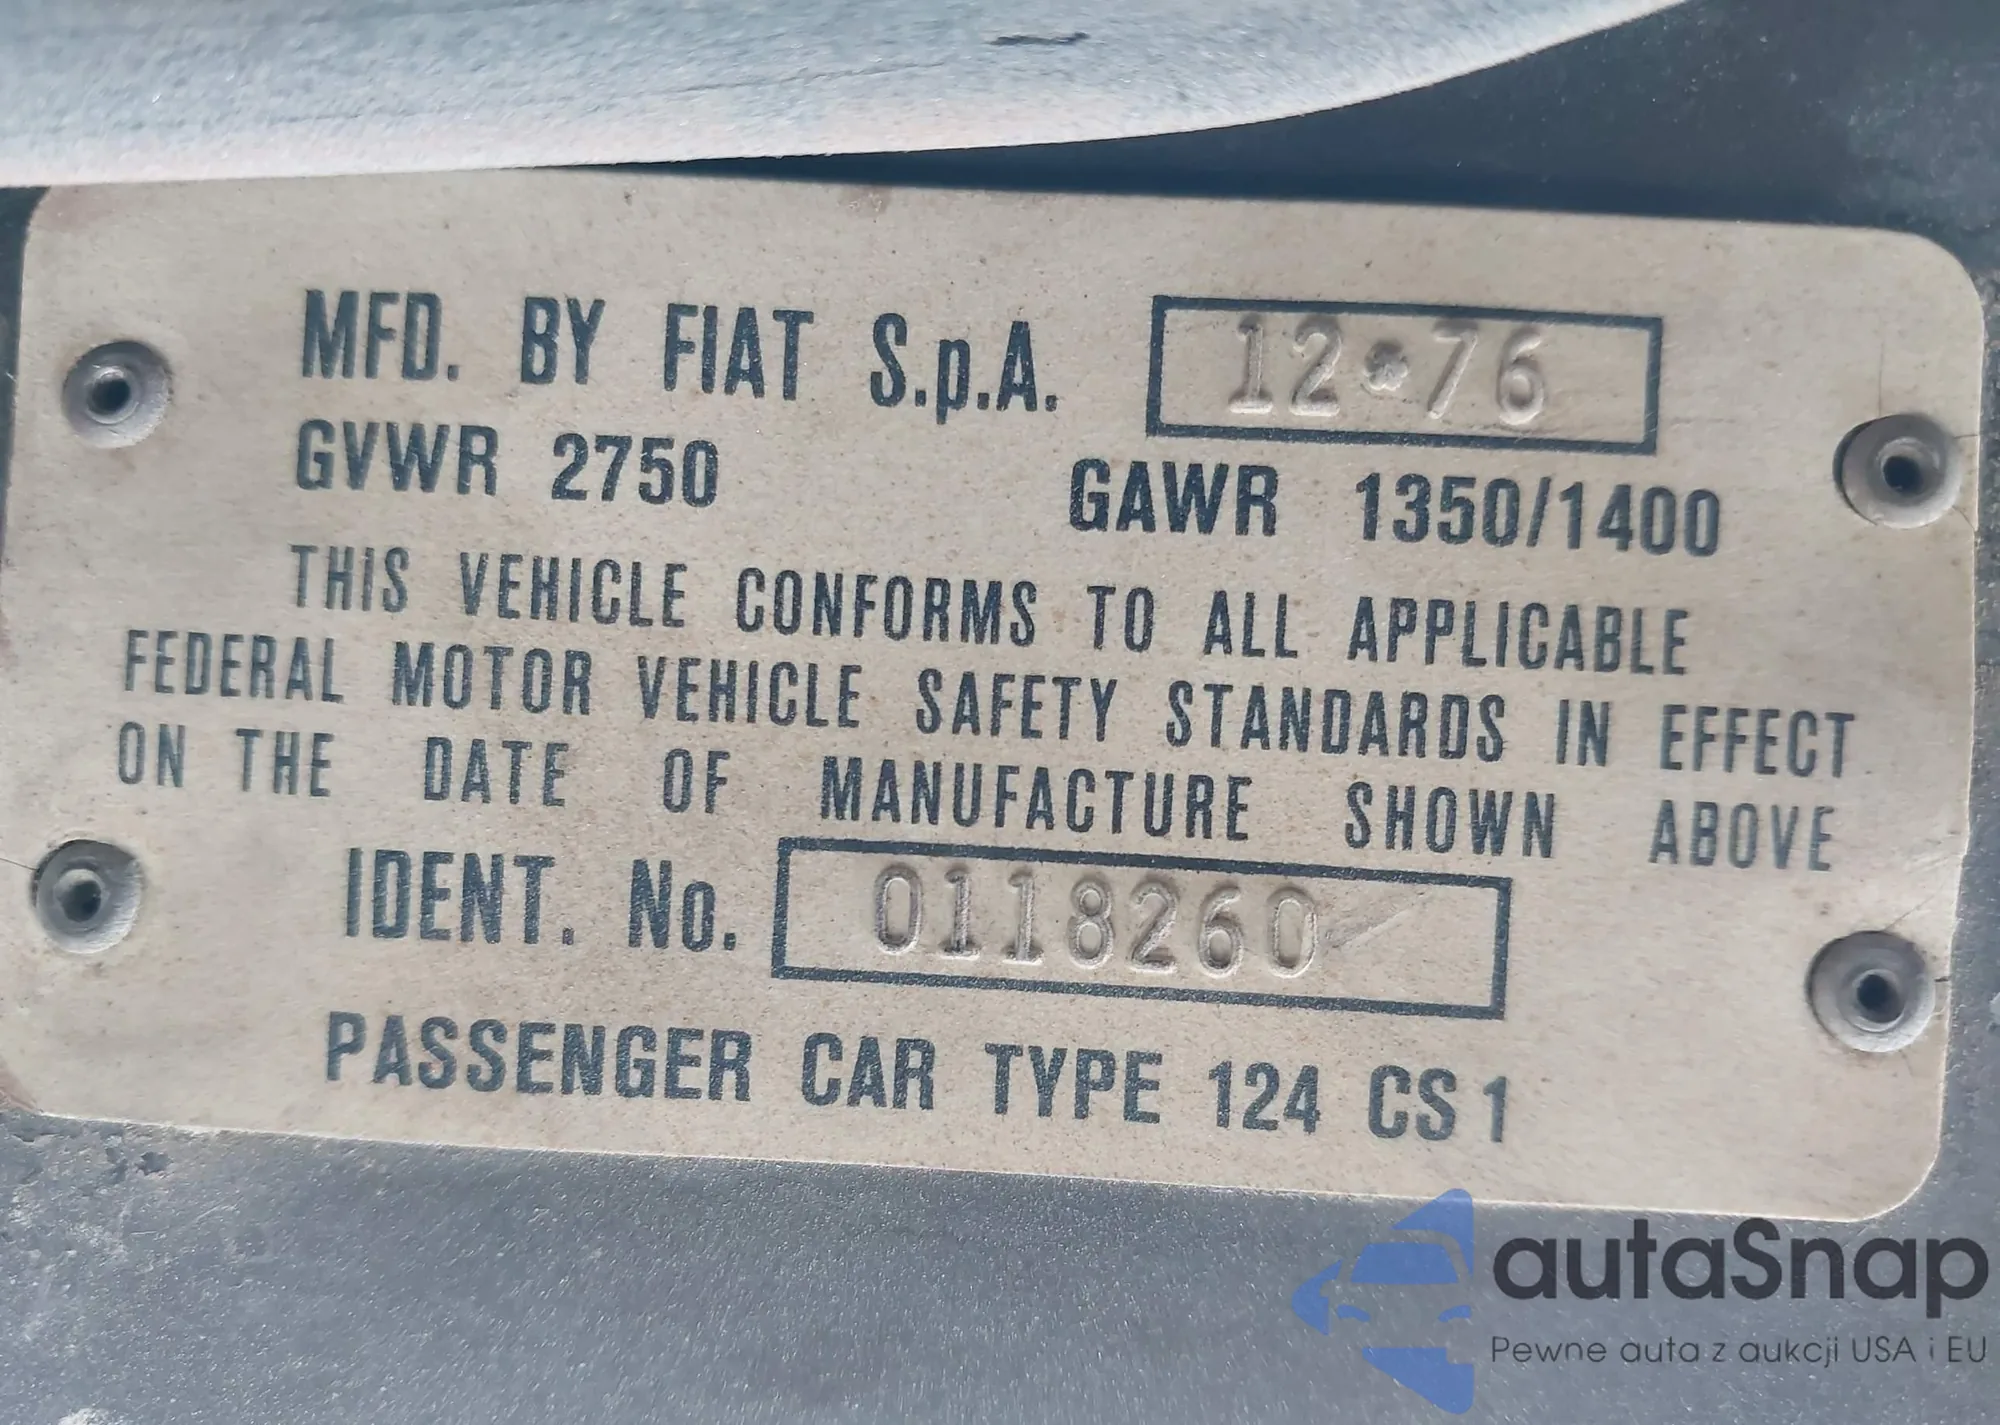 MFD. BY FIAT S.p.A. 12*76
GVWR 2750 GAWR 1350/1400
THIS VEHICLE CONFORMS TO ALL APPLICABLE
FEDERAL MOTOR VEHICLE SAFETY STANDARDS IN EFFECT
ON THE DATE OF MANUFACTURE SHOWN ABOVE
IDENT. No. 0118260
PASSENGER CAR TYPE 124 CS1
autaSnap
Pewne auta z aukcji USA i EU